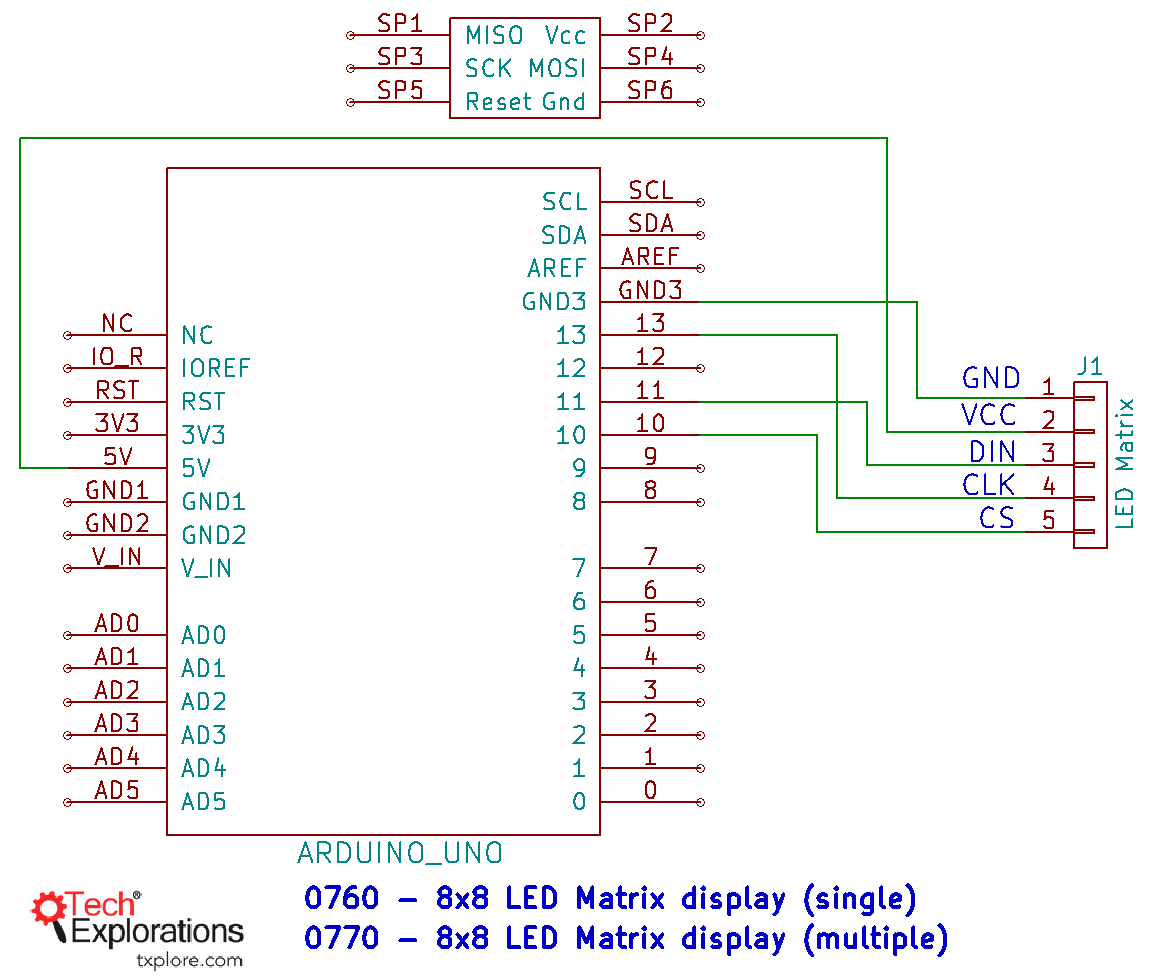 SP1 MISO Vcc SP2
SP3 SCK MOSI SP4
SP5 Reset Gnd SP6
SCL SCL
SDA SDA
AREF AREF
GND3 GND3
NC NC 13 13
IO_R IOREF 12 12
RST RST 11 11
3V3 3V3 10 10
5V 5V 9 9
GND1 GND1 8 8
GND2 GND2
V_IN V_IN 7 7
6 6
AD0 AD0 5 5
AD1 AD1 4 4
AD2 AD2 3 3
AD3 AD3 2 2
AD4 AD4 1 1
AD5 AD5 0 0
ARDUINO_UNO
J1
GND 1
VCC 2
DIN 3
CLK 4
CS 5
LED Matrix
Tech®
Explorations
txplore.com
0760 - 8x8 LED Matrix display (single)
0770 - 8x8 LED Matrix display (multiple)